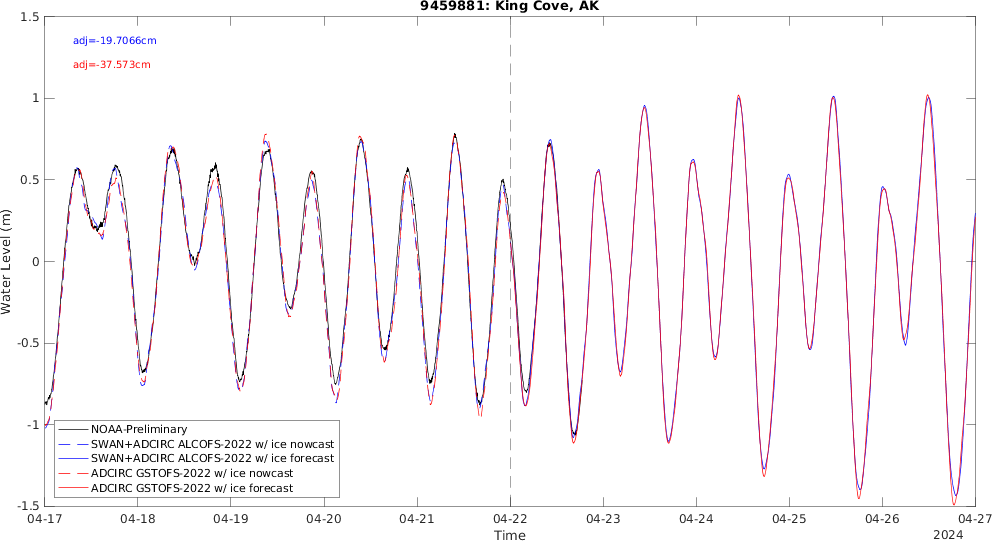 9459881: King Cove, AK
adj=-19.7066cm
adj=-37.573cm
Water Level (m)
1.5
1
0.5
0
-0.5
-1
-1.5
NOAA-Preliminary
SWAN+ADCIRC ALCOFS-2022 w/ ice nowcast
SWAN+ADCIRC ALCOFS-2022 w/ ice forecast
ADCIRC GSTOFS-2022 w/ ice nowcast
ADCIRC GSTOFS-2022 w/ ice forecast
04-17 04-18 04-19 04-20 04-21 04-22 04-23 04-24 04-25 04-26 04-27
Time
2024